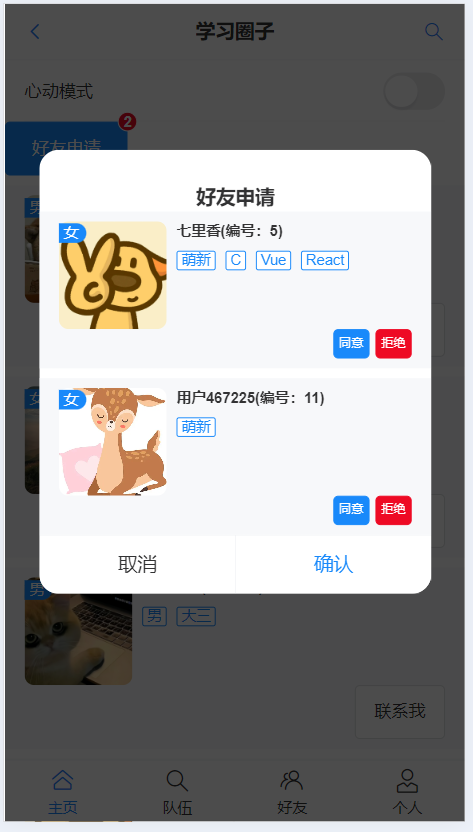 学习圈子
心动模式
好友申请
2
男
好友申请
女
七里香(编号：5)
萌新 C Vue React
同意 拒绝
女
用户467225(编号：11)
萌新
同意 拒绝
取消 确认
男
男 大三
联系我
主页 队伍 好友 个人